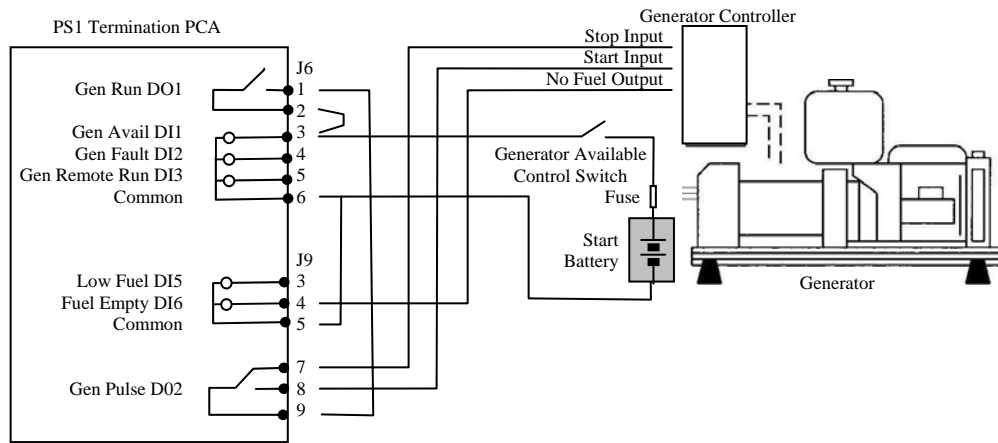 PS1 Termination PCA
Generator Controller
Stop Input
Start Input
No Fuel Output
J6
Gen Run DO1
1
2
Gen Avail DI1
3
Gen Fault DI2
4
Gen Remote Run DI3
5
Common
6
Generator Available
Control Switch
Fuse
Start
Battery
Generator
J9
Low Fuel DI5
3
Fuel Empty DI6
4
Common
5
7
Gen Pulse D02
8
9